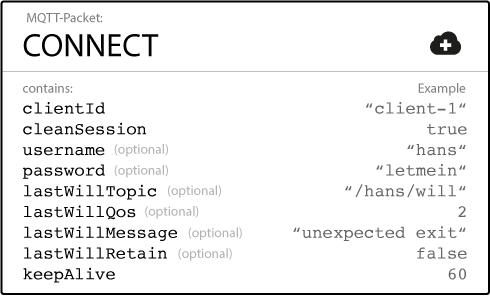 MQTT-Packet:
CONNECT
contains: Example
clientId “client-1“
cleanSession true
username (optional) “hans“
password (optional) “letmein“
lastWillTopic (optional) “/hans/will“
lastWillQos (optional) 2
lastWillMessage (optional) “unexpected exit“
lastWillRetain (optional) false
keepAlive 60